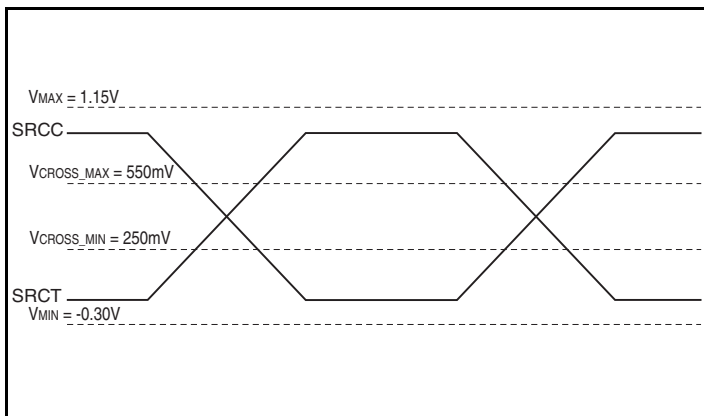 VMAX = 1.15V
SRCC
VCROSS_MAX = 550mV
VCROSS_MIN = 250mV
SRCT
VMIN = -0.30V